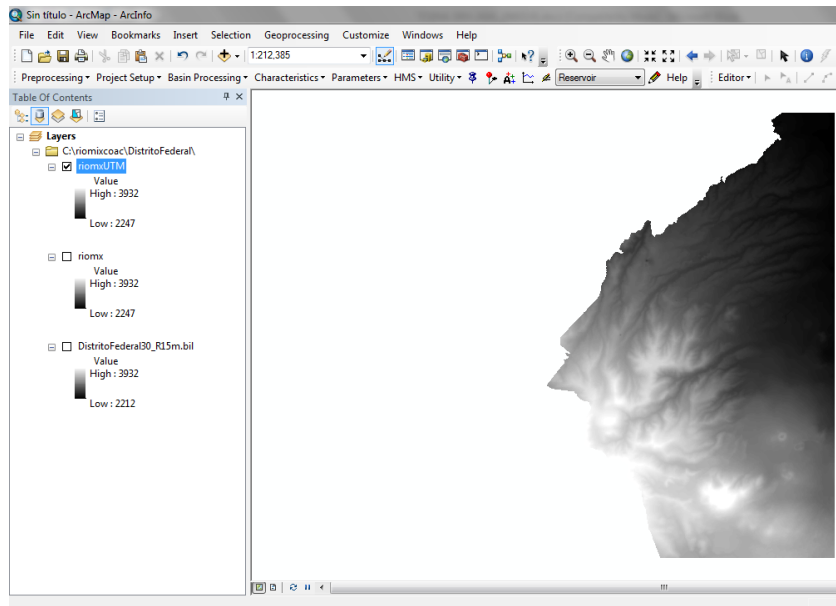 Sin título - ArcMap - ArcInfo
File Edit View Bookmarks Insert Selection Geoprocessing Customize Windows Help
1:212,385
Preprocessing Project Setup Basin Processing Characteristics Parameters HMS Utility Reservoir Help Editor
Table Of Contents
Layers
C:\riomixcoac\DistritoFederal\
riomxUTM
Value
High : 3932
Low : 2247
riomx
Value
High : 3932
Low : 2247
DistritoFederal30_R15m.bil
Value
High : 3932
Low : 2212